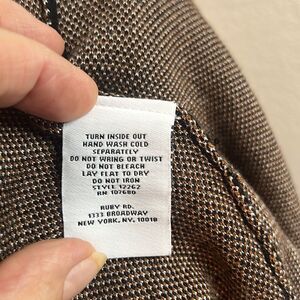 TURN INSIDE OUT
HAND WASH COLD
SEPARATELY
DO NOT WRING OR TWIST
DO NOT BLEACH
LAY FLAT TO DRY
DO NOT IRON
STYLE 12262
RN 107686
RUBY RD.
1333 BROADWAY
NEW YORK, NY, 10018